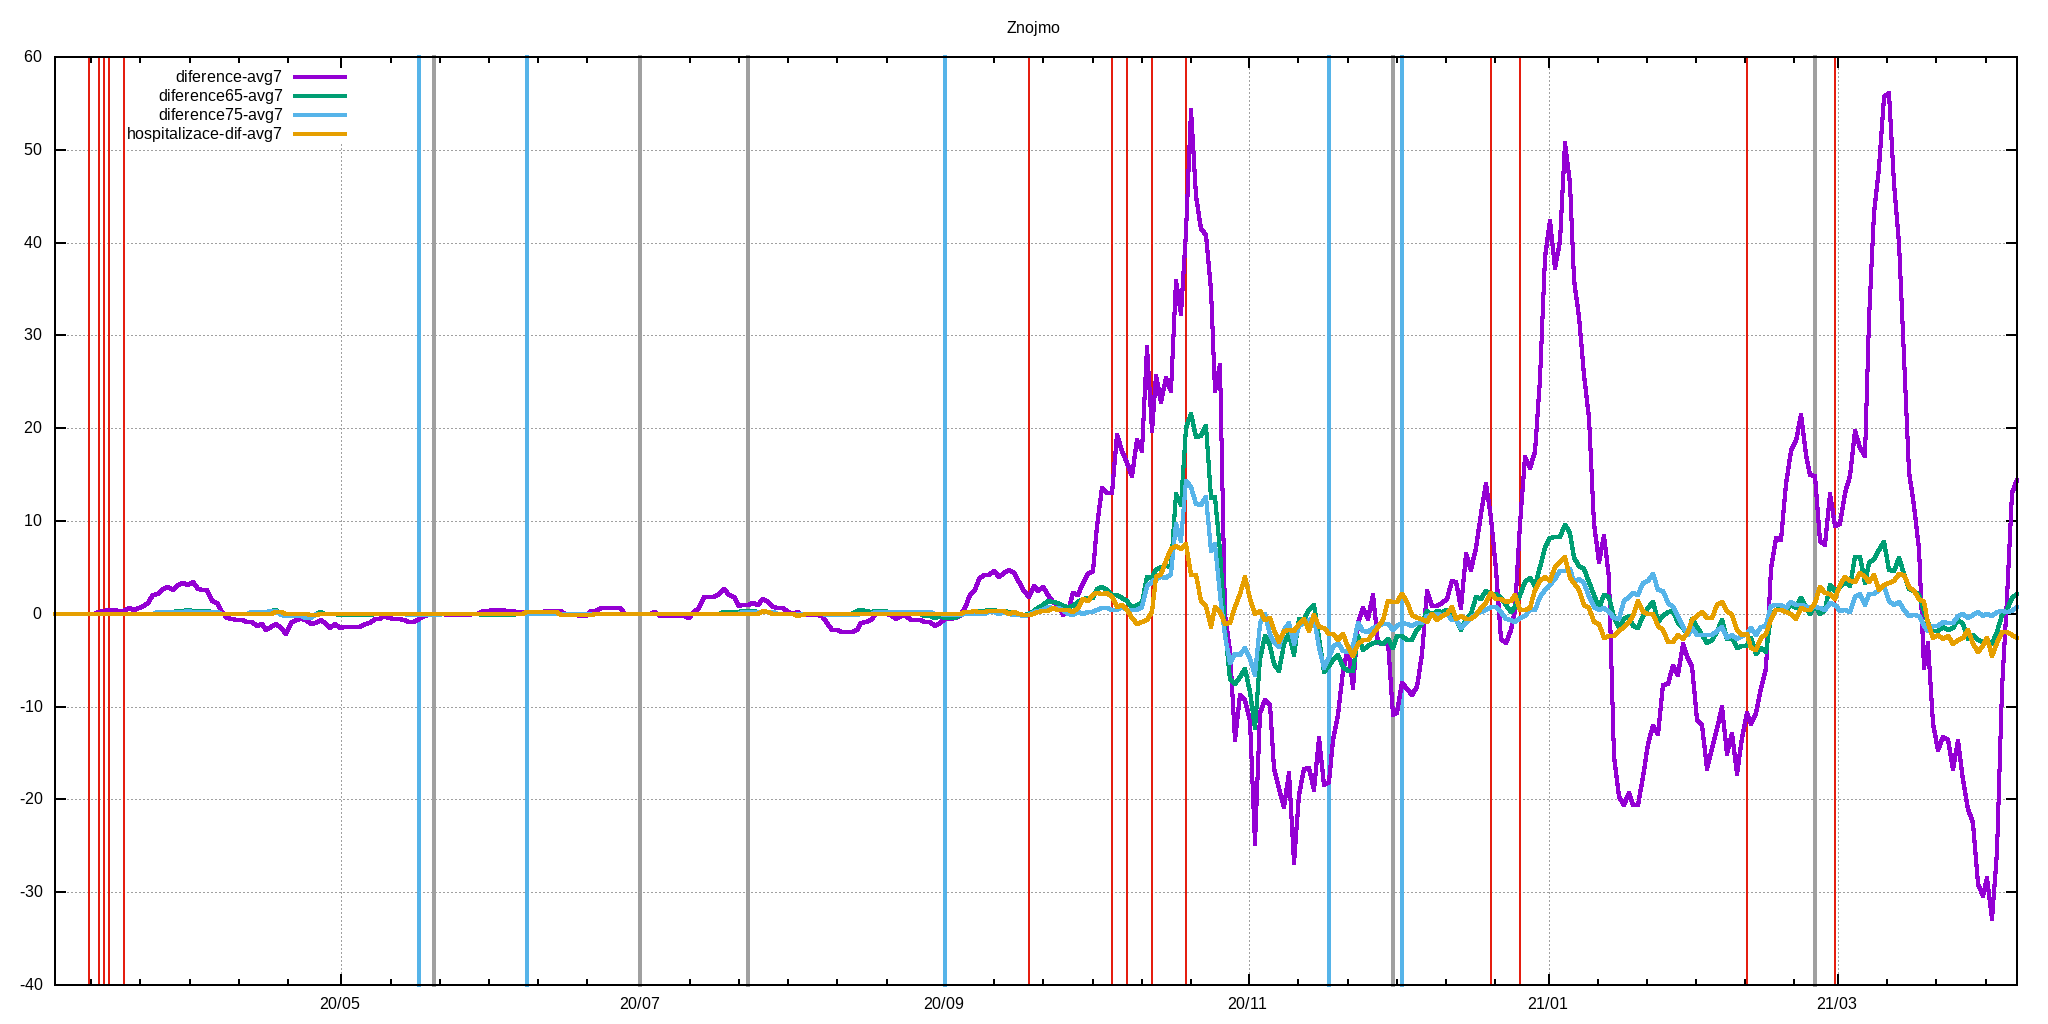 Znojmo
60
50
40
30
20
10
0
-10
-20
-30
-40
diference-avg7
diference65-avg7
diference75-avg7
hospitalizace-dif-avg7
20/05 20/07 20/09 20/11 21/01 21/03